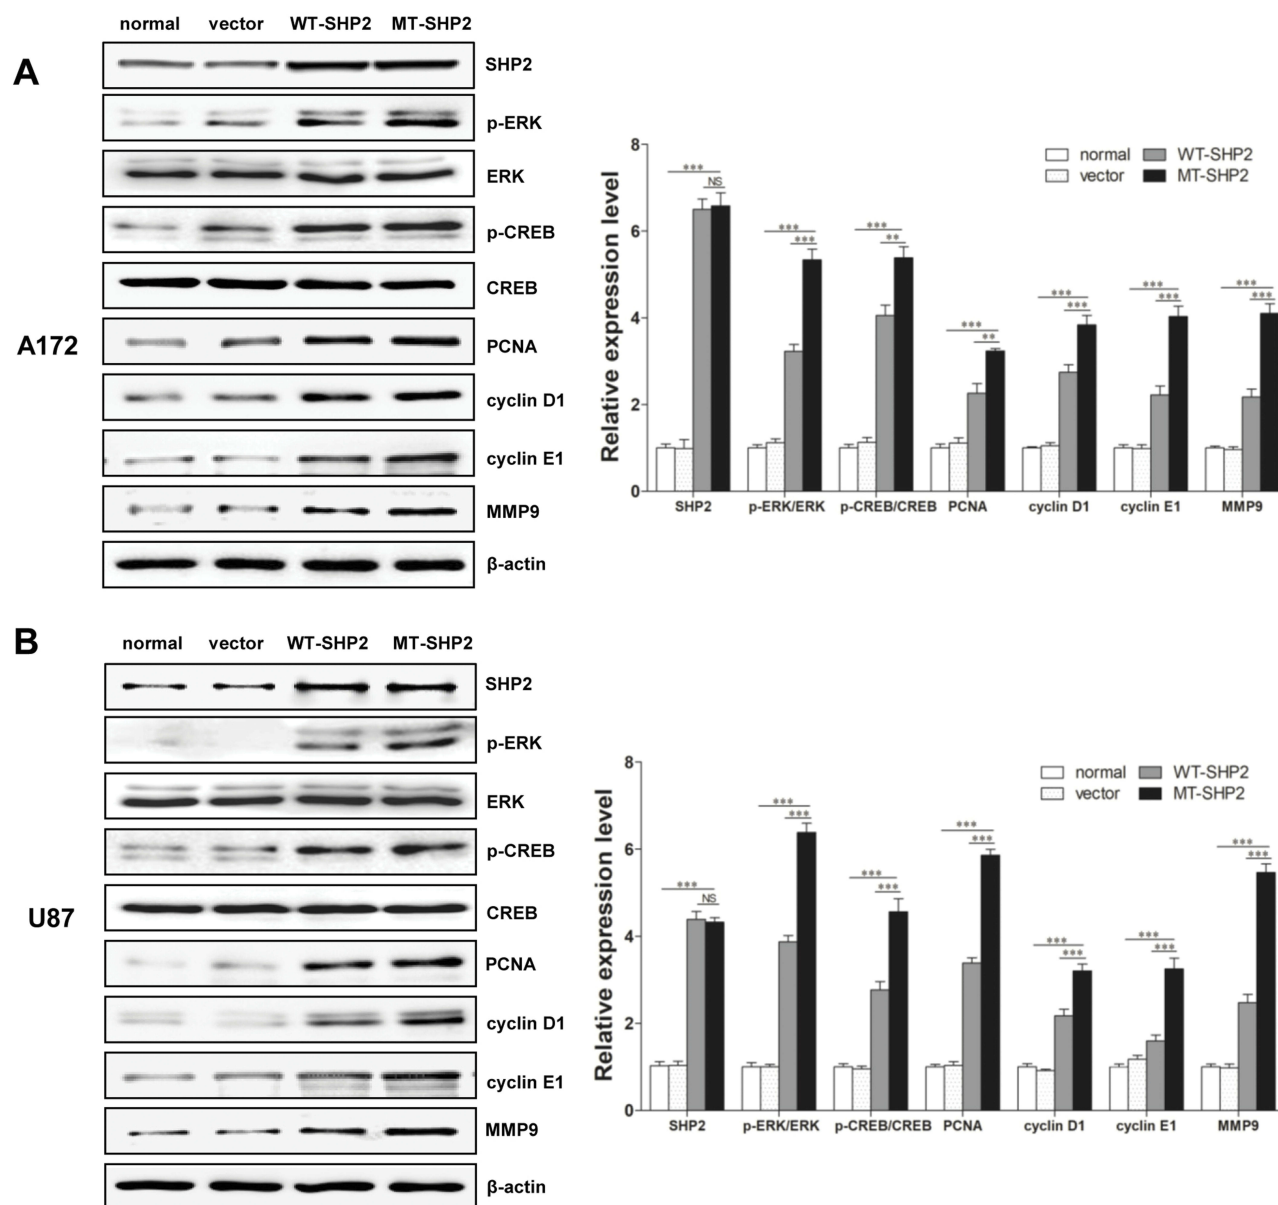 normal vector WT-SHP2 MT-SHP2
A
SHP2
p-ERK
ERK
p-CREB
CREB
A172
PCNA
cyclin D1
cyclin E1
MMP9
β-actin
Relative expression level
8
6
4
2
0
normal WT-SHP2
vector MT-SHP2
*** NS
*** ***
*** **
*** **
*** ***
*** ***
*** ***
SHP2 p-ERK/ERK p-CREB/CREB PCNA cyclin D1 cyclin E1 MMP9
B
normal vector WT-SHP2 MT-SHP2
SHP2
p-ERK
ERK
p-CREB
U87
CREB
PCNA
cyclin D1
cyclin E1
MMP9
β-actin
Relative expression level
8
6
4
2
0
normal WT-SHP2
vector MT-SHP2
*** NS
*** ***
*** ***
*** ***
*** ***
*** ***
*** ***
SHP2 p-ERK/ERK p-CREB/CREB PCNA cyclin D1 cyclin E1 MMP9